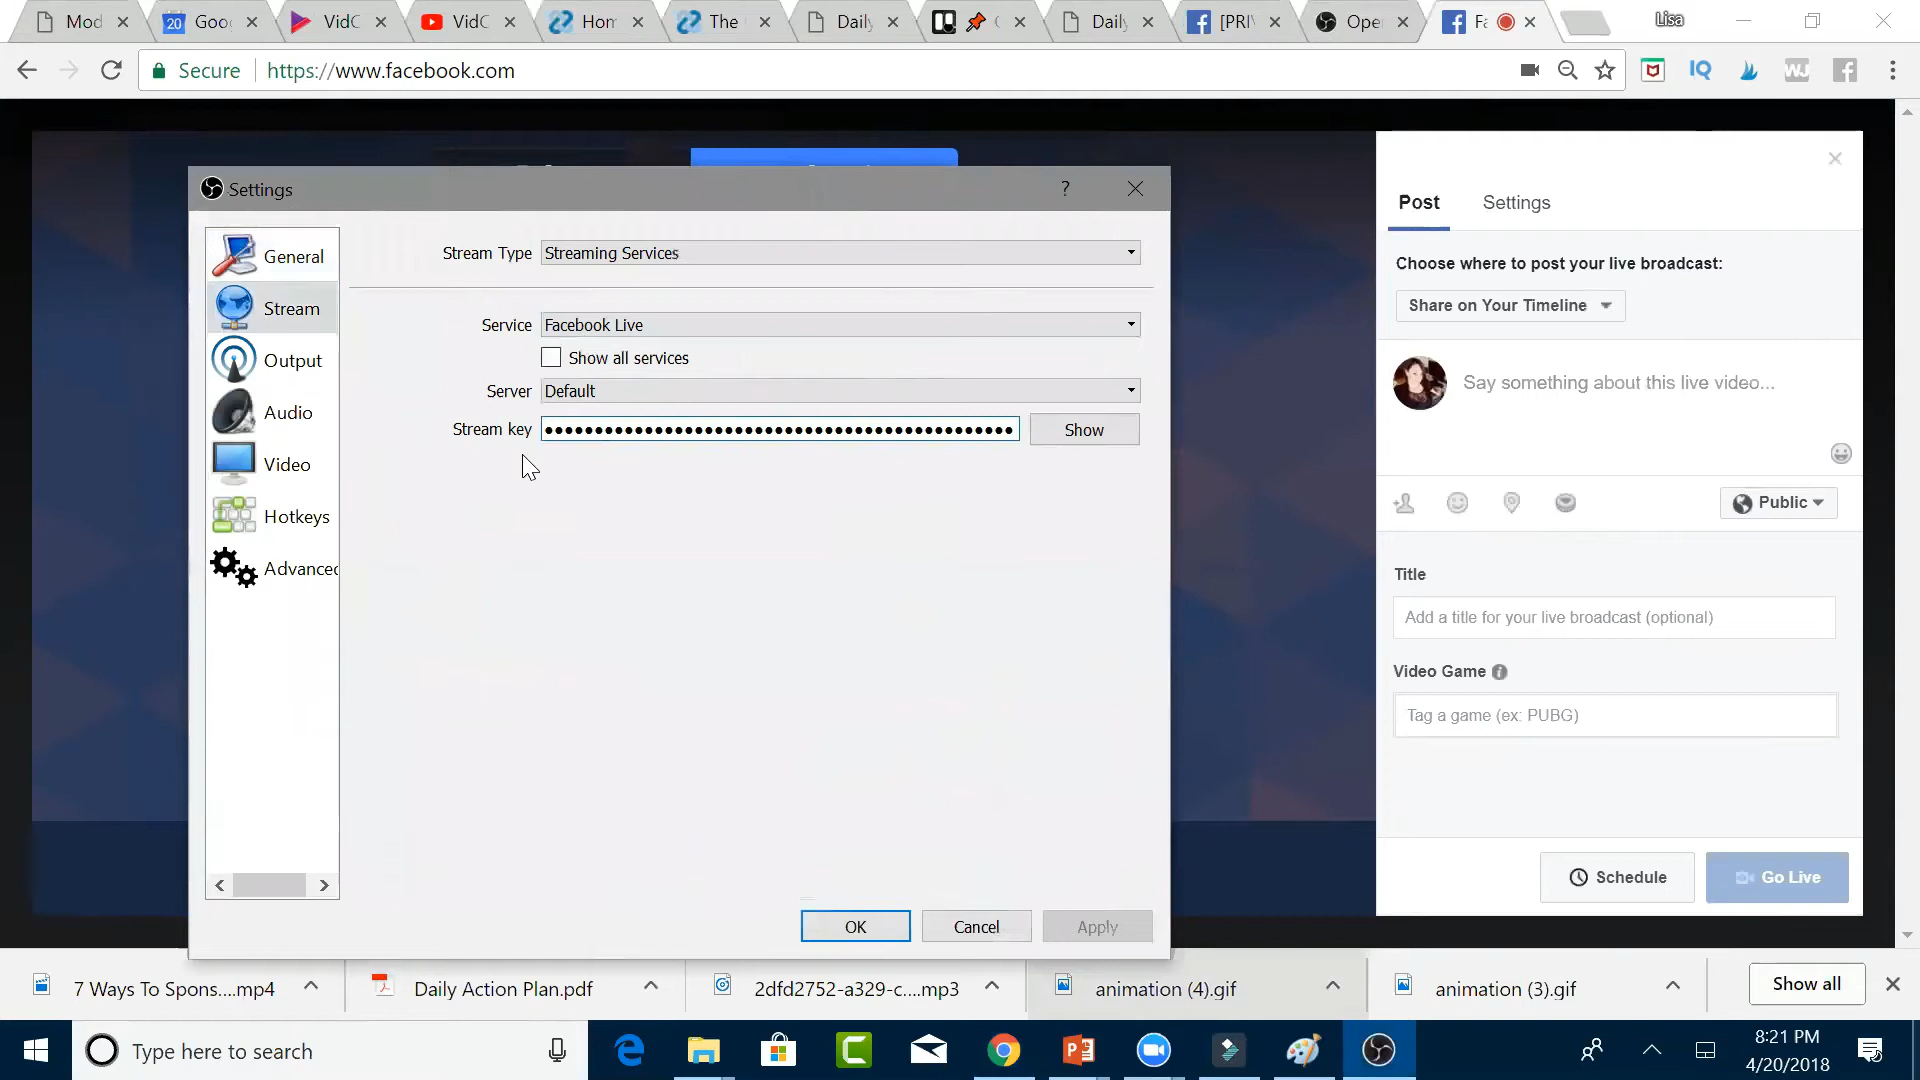 Mod
20
Goo
VidC
VidC
Hom
The
Daily
Daily
[PRIV
Ope
Fa
Lisa
Secure
https://www.facebook.com
IQ
WJ
Settings
?
General
Stream
Output
Audio
Video
Hotkeys
Advanced
Stream Type
Streaming Services
Service
Facebook Live
Show all services
Server
Default
Stream key
Show
OK
Cancel
Apply
Post
Settings
Choose where to post your live broadcast:
Share on Your Timeline
Say something about this live video...
Public
Title
Add a title for your live broadcast (optional)
Video Game
Tag a game (ex: PUBG)
Schedule
Go Live
7 Ways To Spons....mp4
Daily Action Plan.pdf
2dfd2752-a329-c....mp3
animation (4).gif
animation (3).gif
Show all
Type here to search
8:21 PM
4/20/2018